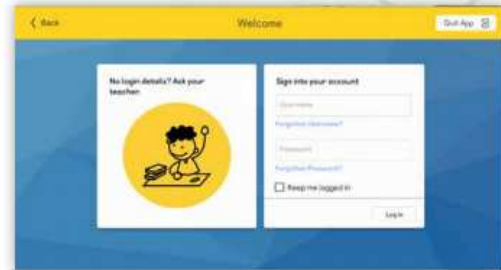 Back
Welcome
Quit App
No login details? Ask your
teacher.
Sign into your account
Username
Forgotten Username?
Password
Forgotten Password?
Keep me logged in
Log in